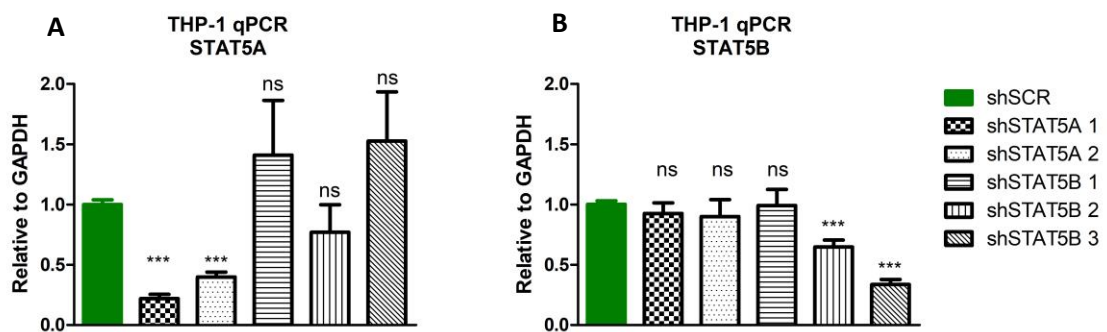 A
THP-1 qPCR
STAT5A
Relative to GAPDH
2.0
1.5
1.0
0.5
0.0
***
***
ns
ns
ns
B
THP-1 qPCR
STAT5B
Relative to GAPDH
2.0
1.5
1.0
0.5
0.0
ns
ns
ns
***
***
shSCR
shSTAT5A 1
shSTAT5A 2
shSTAT5B 1
shSTAT5B 2
shSTAT5B 3